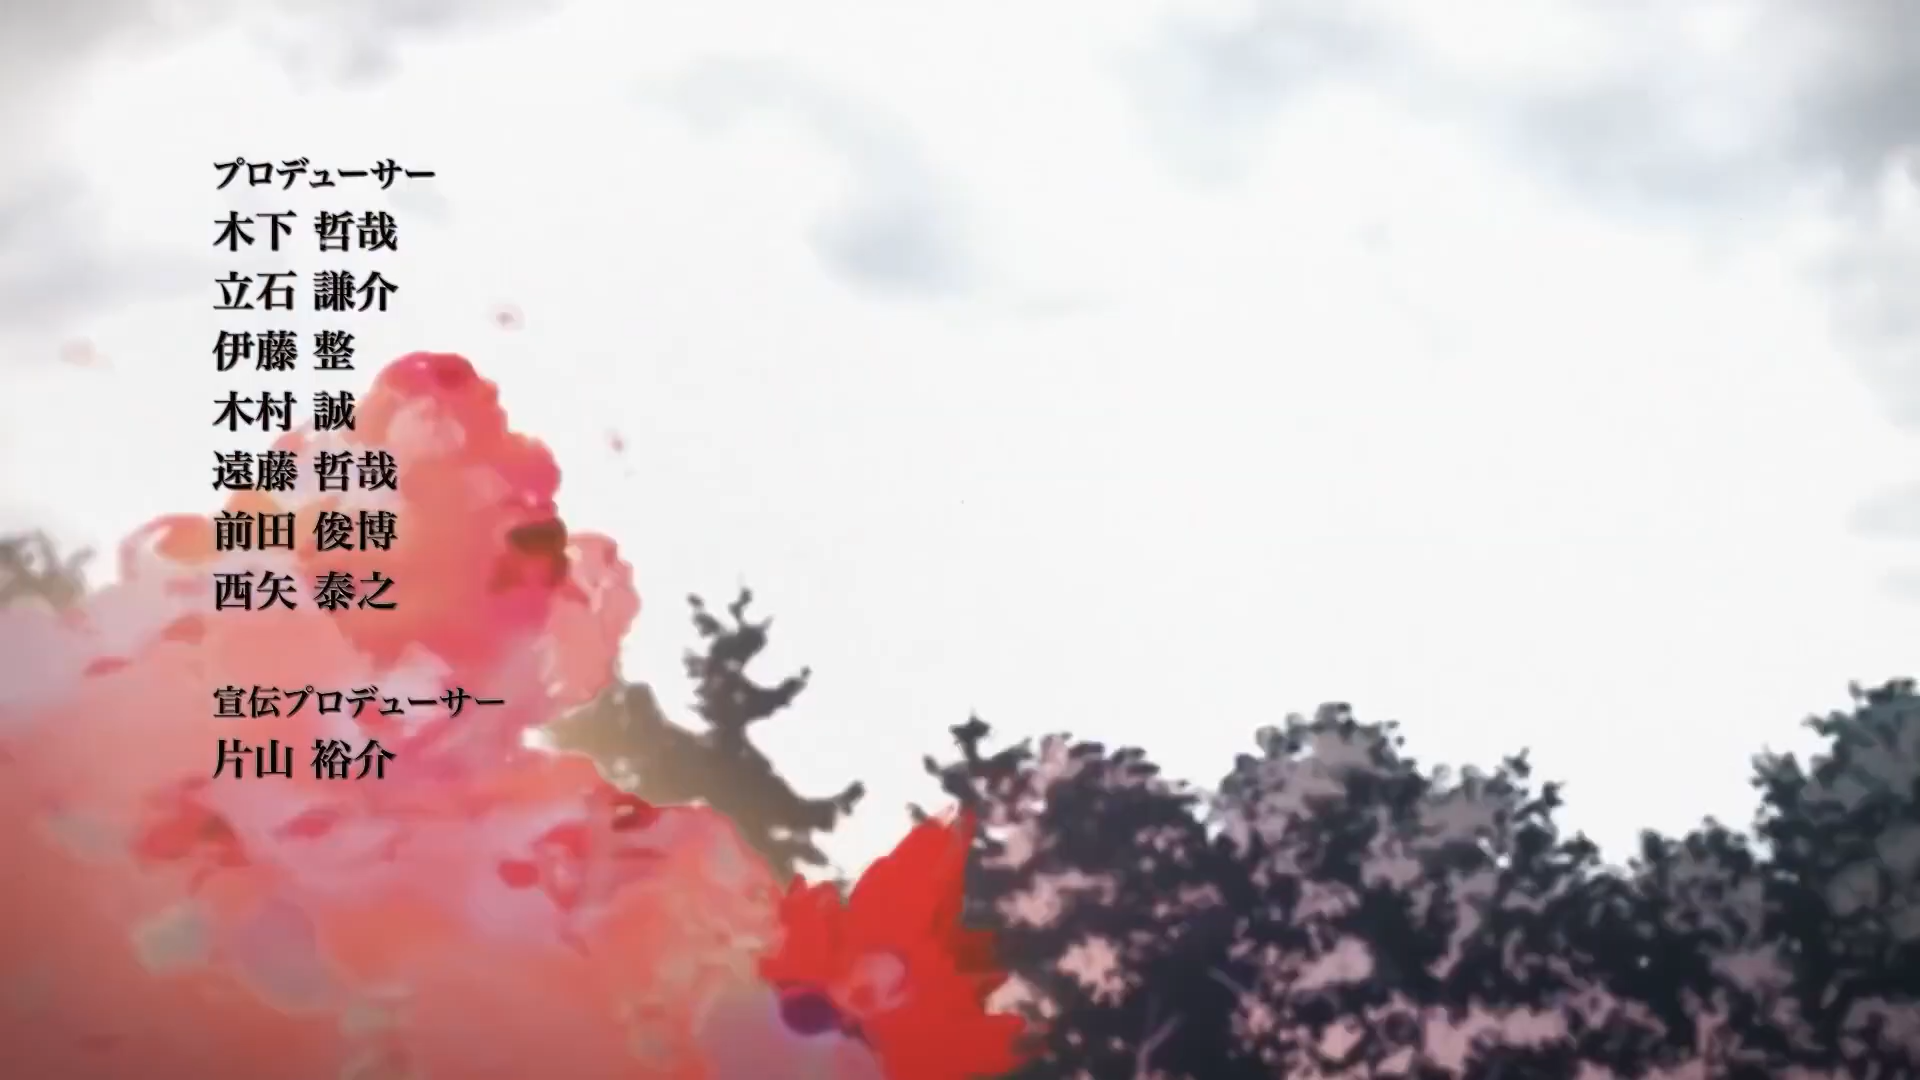 プロデューサー
木下 哲哉
立石 謙介
伊藤 整
木村 誠
遠藤 哲哉
前田 俊博
西矢 泰之
宣伝プロデューサー
片山 裕介